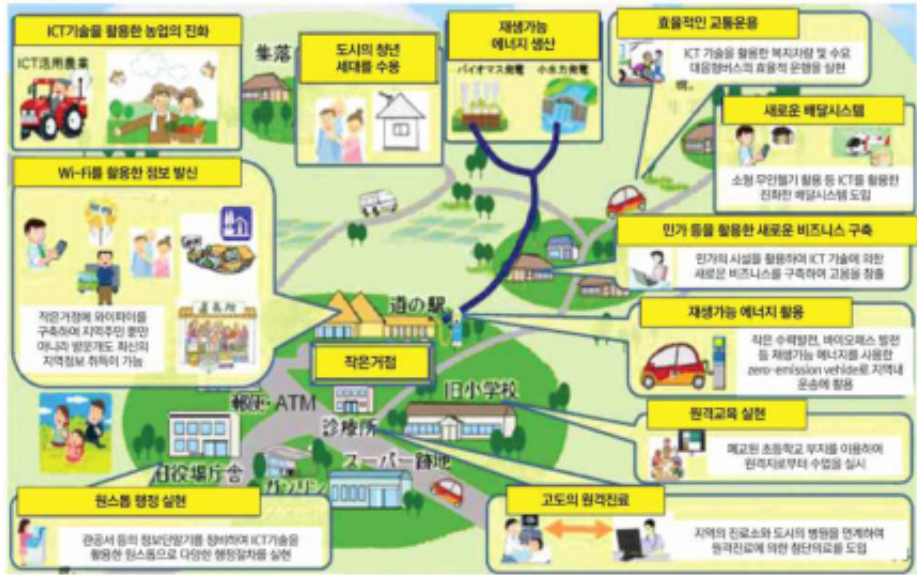 ICT기술을 활용한 농업의 진화
ICT活用農業
集落
도시의 청년
세대를 수용
재생가능
에너지 생산
バイオマス発電
小水力発電
효율적인 교통운용
ICT 기술을 활용한 복지차량 및 수요
대응형버스의 효율적 운행을 실현
새로운 배달시스템
소형 무인헬기 활용 등 ICT를 활용한
진화한 배달시스템 도입
Wi-Fi를 활용한 정보 발신
작은거점에 와이파이를
구축하여 지역주민 뿐만
아니라 방문객도 최신의
지역정보 취득이 가능
直売所
민가 등을 활용한 새로운 비즈니스 구축
민가의 시설을 활용하여 ICT 기술에 의한
새로운 비즈니스를 구축하여 고용을 창출
道の駅
작은거점
재생가능 에너지 활용
작은 수력발전, 바이오매스 발전
등 재생가능 에너지를 사용한
zero-emission vehicle로 지역내
운송에 활용
郵便・ATM
旧小学校
診療所
원격교육 실현
폐교된 초등학교 부지를 이용하여
원격지로부터 수업을 실시
旧役場庁舎
ガソリン
スーパー跡地
원스톱 행정 실현
관공서 등의 정보단말기를 정비하여 ICT기술을
활용한 원스톱으로 다양한 행정절차를 실현
고도의 원격진료
지역의 진료소와 도시의 병원을 연계하여
원격진료에 의한 첨단의료를 도입